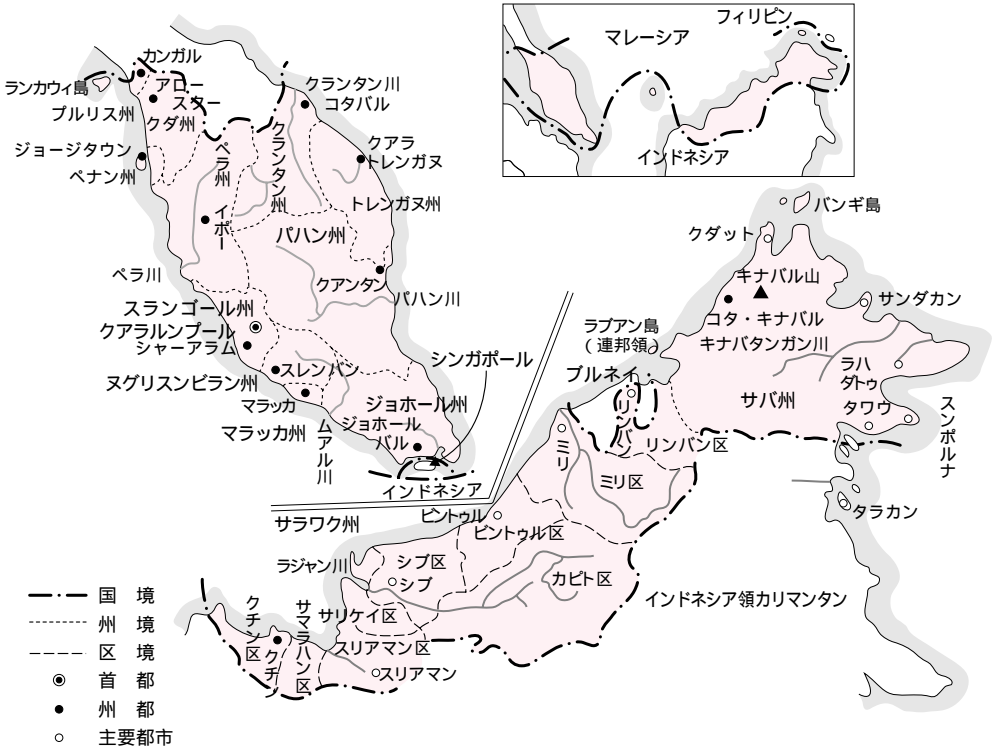 フィリピン
マレーシア
インドネシア
カンガル
ランカウィ島
アロー
スター
プルリス州
クダ州
クランタン川
コタバル
ジョージタウン
ペナン州
ペラ州
クランタン州
クアラ
トレンガヌ
トレンガヌ州
イポー
パハン州
ペラ川
クアンタン
パハン川
スランゴール州
クアラルンプール
シャーアラム
スレンバン
ヌグリスンビラン州
マラッカ
マラッカ州
ムアル川
シンガポール
ジョホール州
ジョホール
バル
インドネシア
バンギ島
クダット
キナバル山
サンダカン
コタ・キナバル
キナバタンガン川
ラブアン島
(連邦領)
ブルネイ
ラハ
ダトゥ
サバ州
タワウ
スンポルナ
リンバン
リンバン区
ミリ
ミリ区
タラカン
サラワク州
ビントゥル
ビントゥル区
ラジャン川
シブ区
シブ
カピト区
サリケイ区
インドネシア領カリマンタン
クチン区
クチン
サマラハン区
スリアマン区
スリアマン
国 境
州 境
区 境
首 都
州 都
主要都市